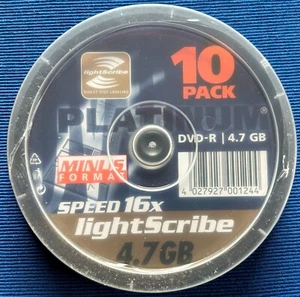 lightScribe
DIRECT DISC LABELING
10
PACK
PLATINUM
DVD-R | 4.7 GB
MINUS
FORMAT
4 027927 001244
SPEED 16x
lightScribe
4.7GB